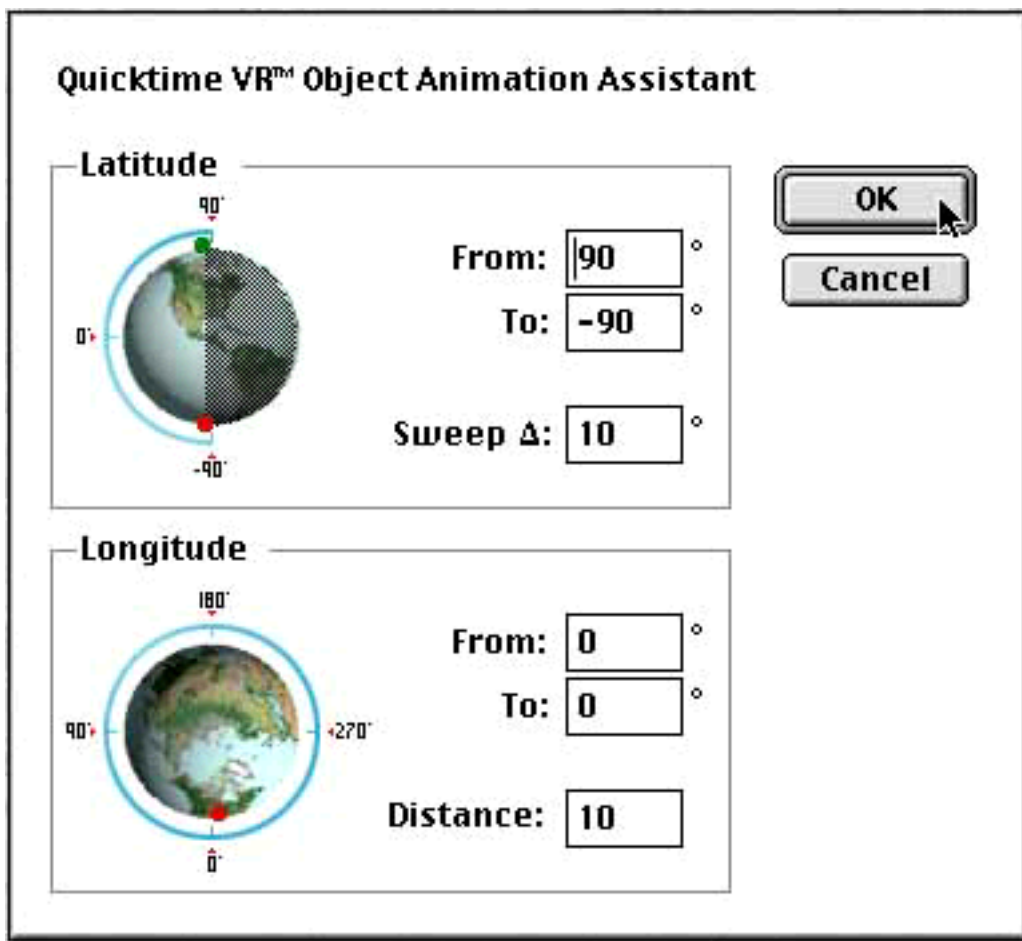 Quicktime VR™ Object Animation Assistant
Latitude
90°
0°
-90°
From: 90 °
To: -90 °
Sweep Δ: 10 °
OK
Cancel
Longitude
180°
90°
270°
0°
From: 0 °
To: 0 °
Distance: 10